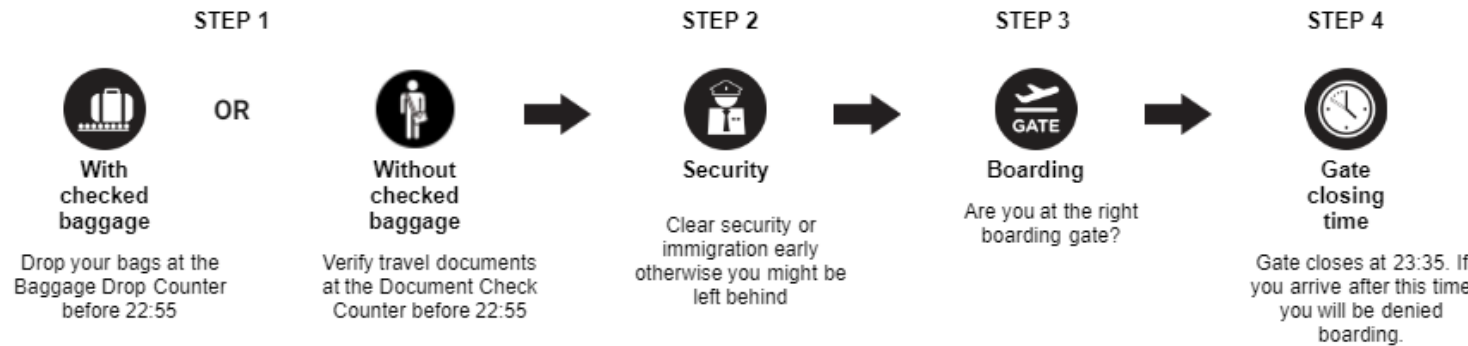 STEP 1
STEP 2
STEP 3
STEP 4
OR
GATE
With
checked
baggage
Drop your bags at the
Baggage Drop Counter
before 22:55
Without
checked
baggage
Verify travel documents
at the Document Check
Counter before 22:55
Security
Clear security or
immigration early
otherwise you might be
left behind
Boarding
Are you at the right
boarding gate?
Gate
closing
time
Gate closes at 23:35. If
you arrive after this time
you will be denied
boarding.